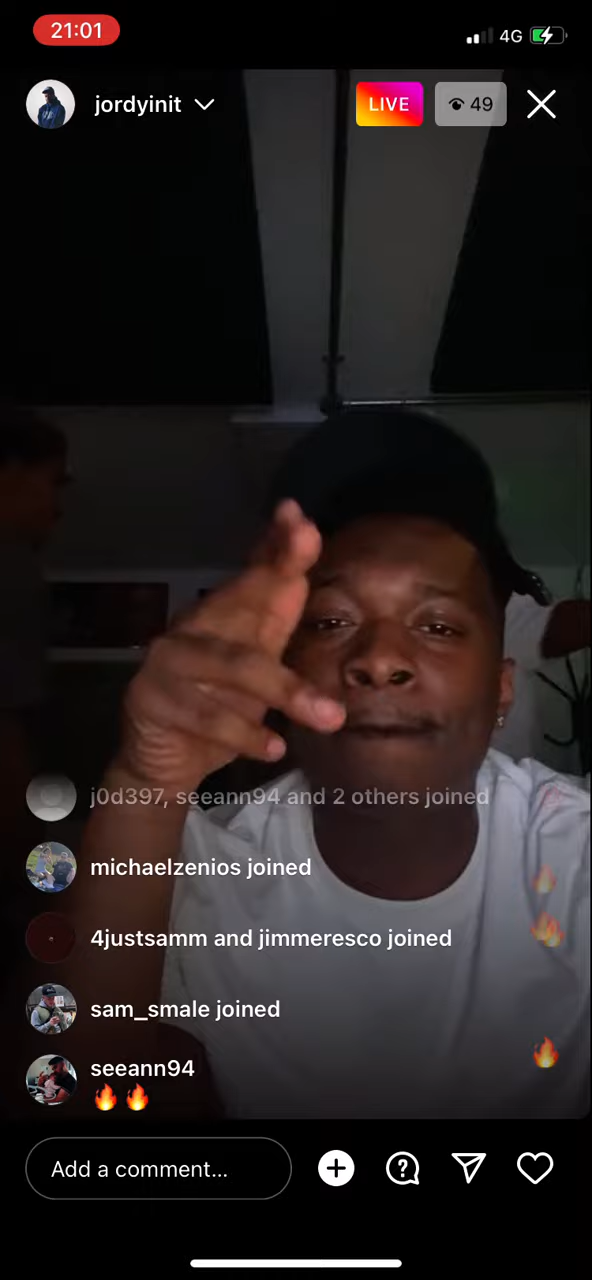 21:01
4G
jordyinit
LIVE
49
j0d397, seeann94 and 2 others joined
michaelzenios joined
4justsamm and jimmeresco joined
sam_smale joined
seeann94
🔥🔥
Add a comment...